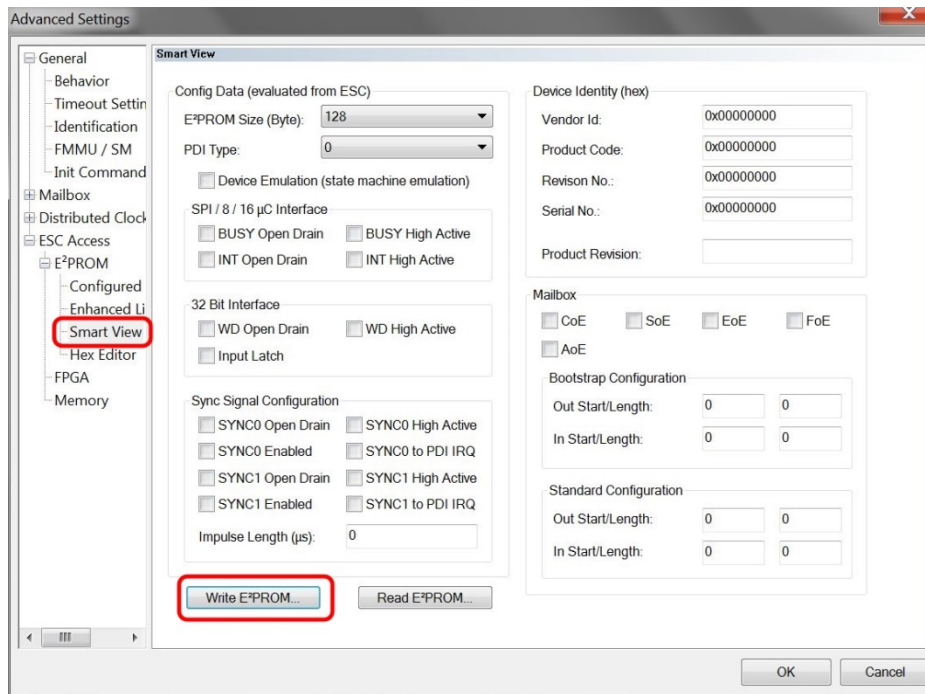 Advanced Settings
General
Behavior
Timeout Settin
Identification
FMMU / SM
Init Command
Mailbox
Distributed Clock
ESC Access
E²PROM
Configured
Enhanced Li
Smart View
Hex Editor
FPGA
Memory
Smart View
Config Data (evaluated from ESC)
E²PROM Size (Byte): 128
PDI Type: 0
Device Emulation (state machine emulation)
SPI / 8 / 16 µC Interface
BUSY Open Drain BUSY High Active
INT Open Drain INT High Active
32 Bit Interface
WD Open Drain WD High Active
Input Latch
Sync Signal Configuration
SYNC0 Open Drain SYNC0 High Active
SYNC0 Enabled SYNC0 to PDI IRQ
SYNC1 Open Drain SYNC1 High Active
SYNC1 Enabled SYNC1 to PDI IRQ
Impulse Length (µs): 0
Write E²PROM... Read E²PROM...
Device Identity (hex)
Vendor Id: 0x00000000
Product Code: 0x00000000
Revison No.: 0x00000000
Serial No.: 0x00000000
Product Revision:
Mailbox
CoE SoE EoE FoE
AoE
Bootstrap Configuration
Out Start/Length: 0 0
In Start/Length: 0 0
Standard Configuration
Out Start/Length: 0 0
In Start/Length: 0 0
OK Cancel